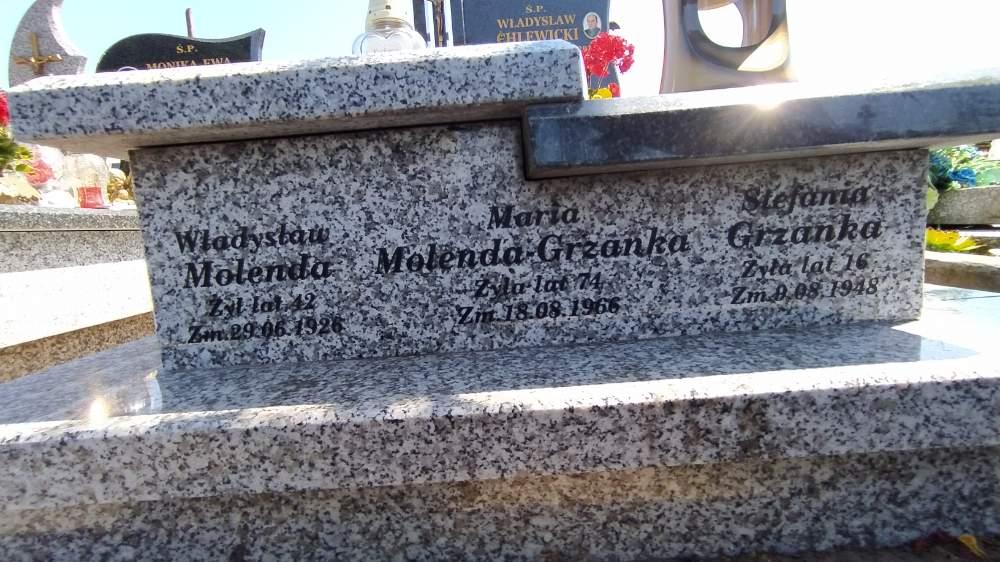 Ś.P.
MONIKA EWA
Ś.P.
WŁADYSŁAW
CHLEWICKI
Władysław
Molenda
Żył lat 42
Zm.29.06.1926
Maria
Molenda-Grzanka
Żyła lat 74
Zm.18.08.1966
Stefania
Grzanka
Żyła lat 16
Zm.9.08.1948